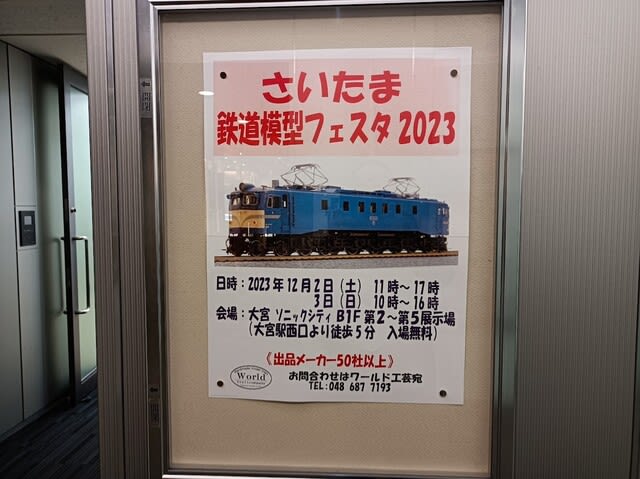 さいたま
鉄道模型フェスタ 2023
日時：2023年12月2日（土） 11時～17時
3日（日） 10時～16時
会場：大宮 ソニックシティ B1F 第2～第5展示場
（大宮駅西口より徒歩5分 入場無料）
《出品メーカー50社以上》
World
お問合わせはワールド工芸宛
TEL:048 687 7193